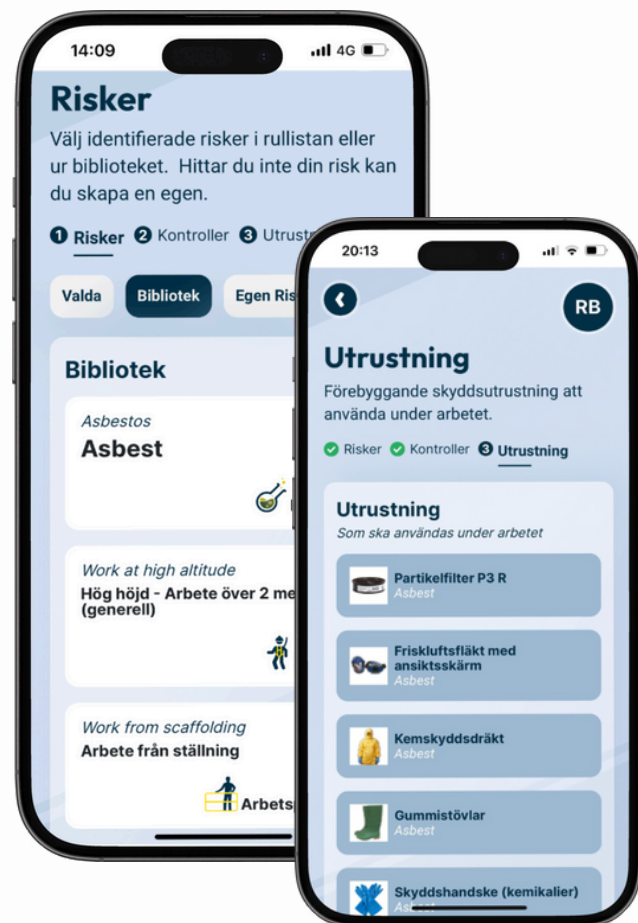 14:09
4G
Risker
Välj identifierade risker i rullistan eller
ur biblioteket. Hittar du inte din risk kan
du skapa en egen.
1 Risker 2 Kontroller 3
Valda
Bibliotek
Egen
Bibliotek
Asbestos
Asbest
Work at high altitude
Hög höjd - Arbete över 2
(generell)
Work from scaffolding
Arbete från ställning
20:13
RB
Utrustning
Förebyggande skyddsutrustning att
använda under arbetet.
Risker Kontroller 3 Utrustning
Utrustning
Som ska användas under arbetet
Partikelfilter P3 R
Asbest
Friskluftsfläkt med
ansiktsskärm
Asbest
Kemskyddsdräkt
Asbest
Gummistövlar
Asbest
Skyddshandske (kemikalier)
Asbest